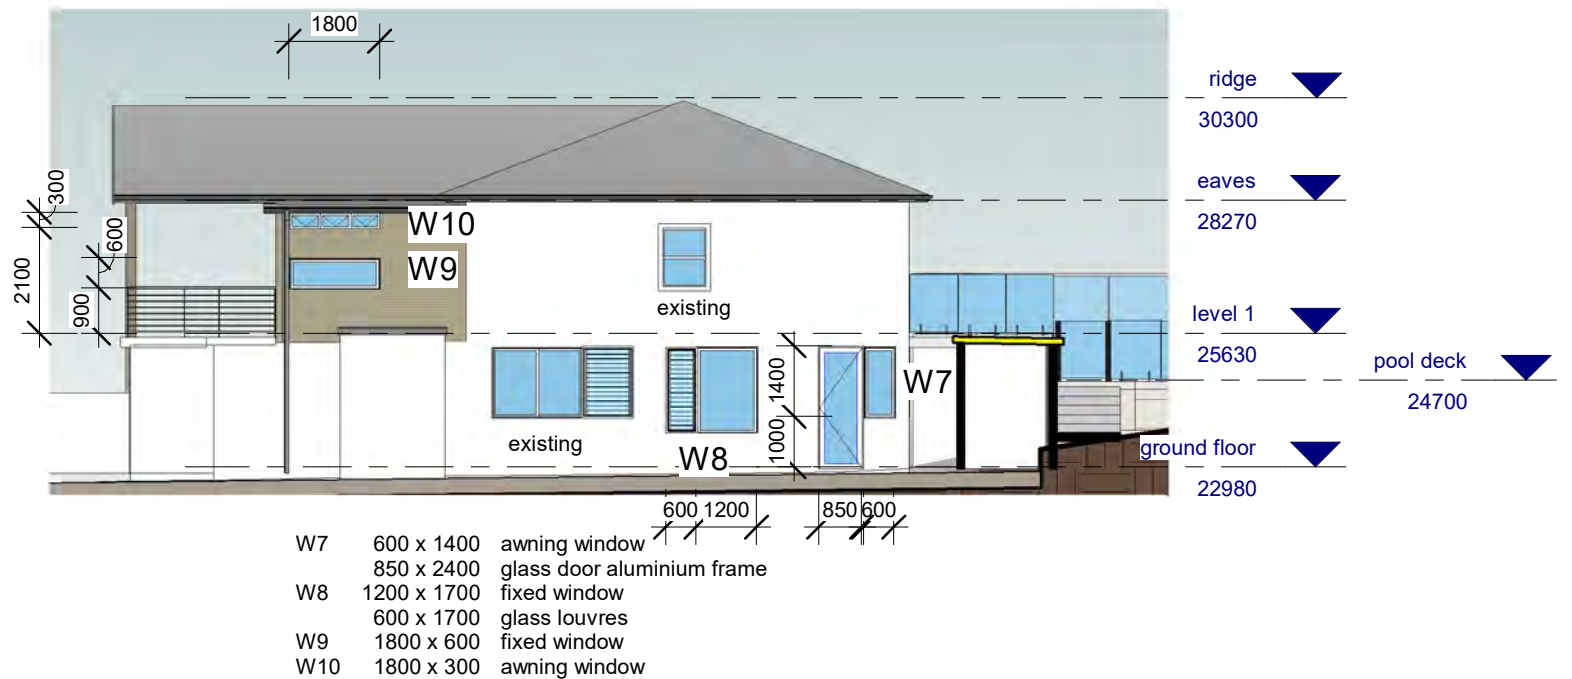 1800
ridge
30300
300
eaves
W10
28270
600
W9
2100
existing
900
level 1
25630
pool deck
1400
W7
24700
existing
1000
ground floor
W8
22980
600 1200
850 600
W7 600 x 1400 awning window
850 x 2400 glass door aluminium frame
W8 1200 x 1700 fixed window
600 x 1700 glass louvres
W9 1800 x 600 fixed window
W10 1800 x 300 awning window